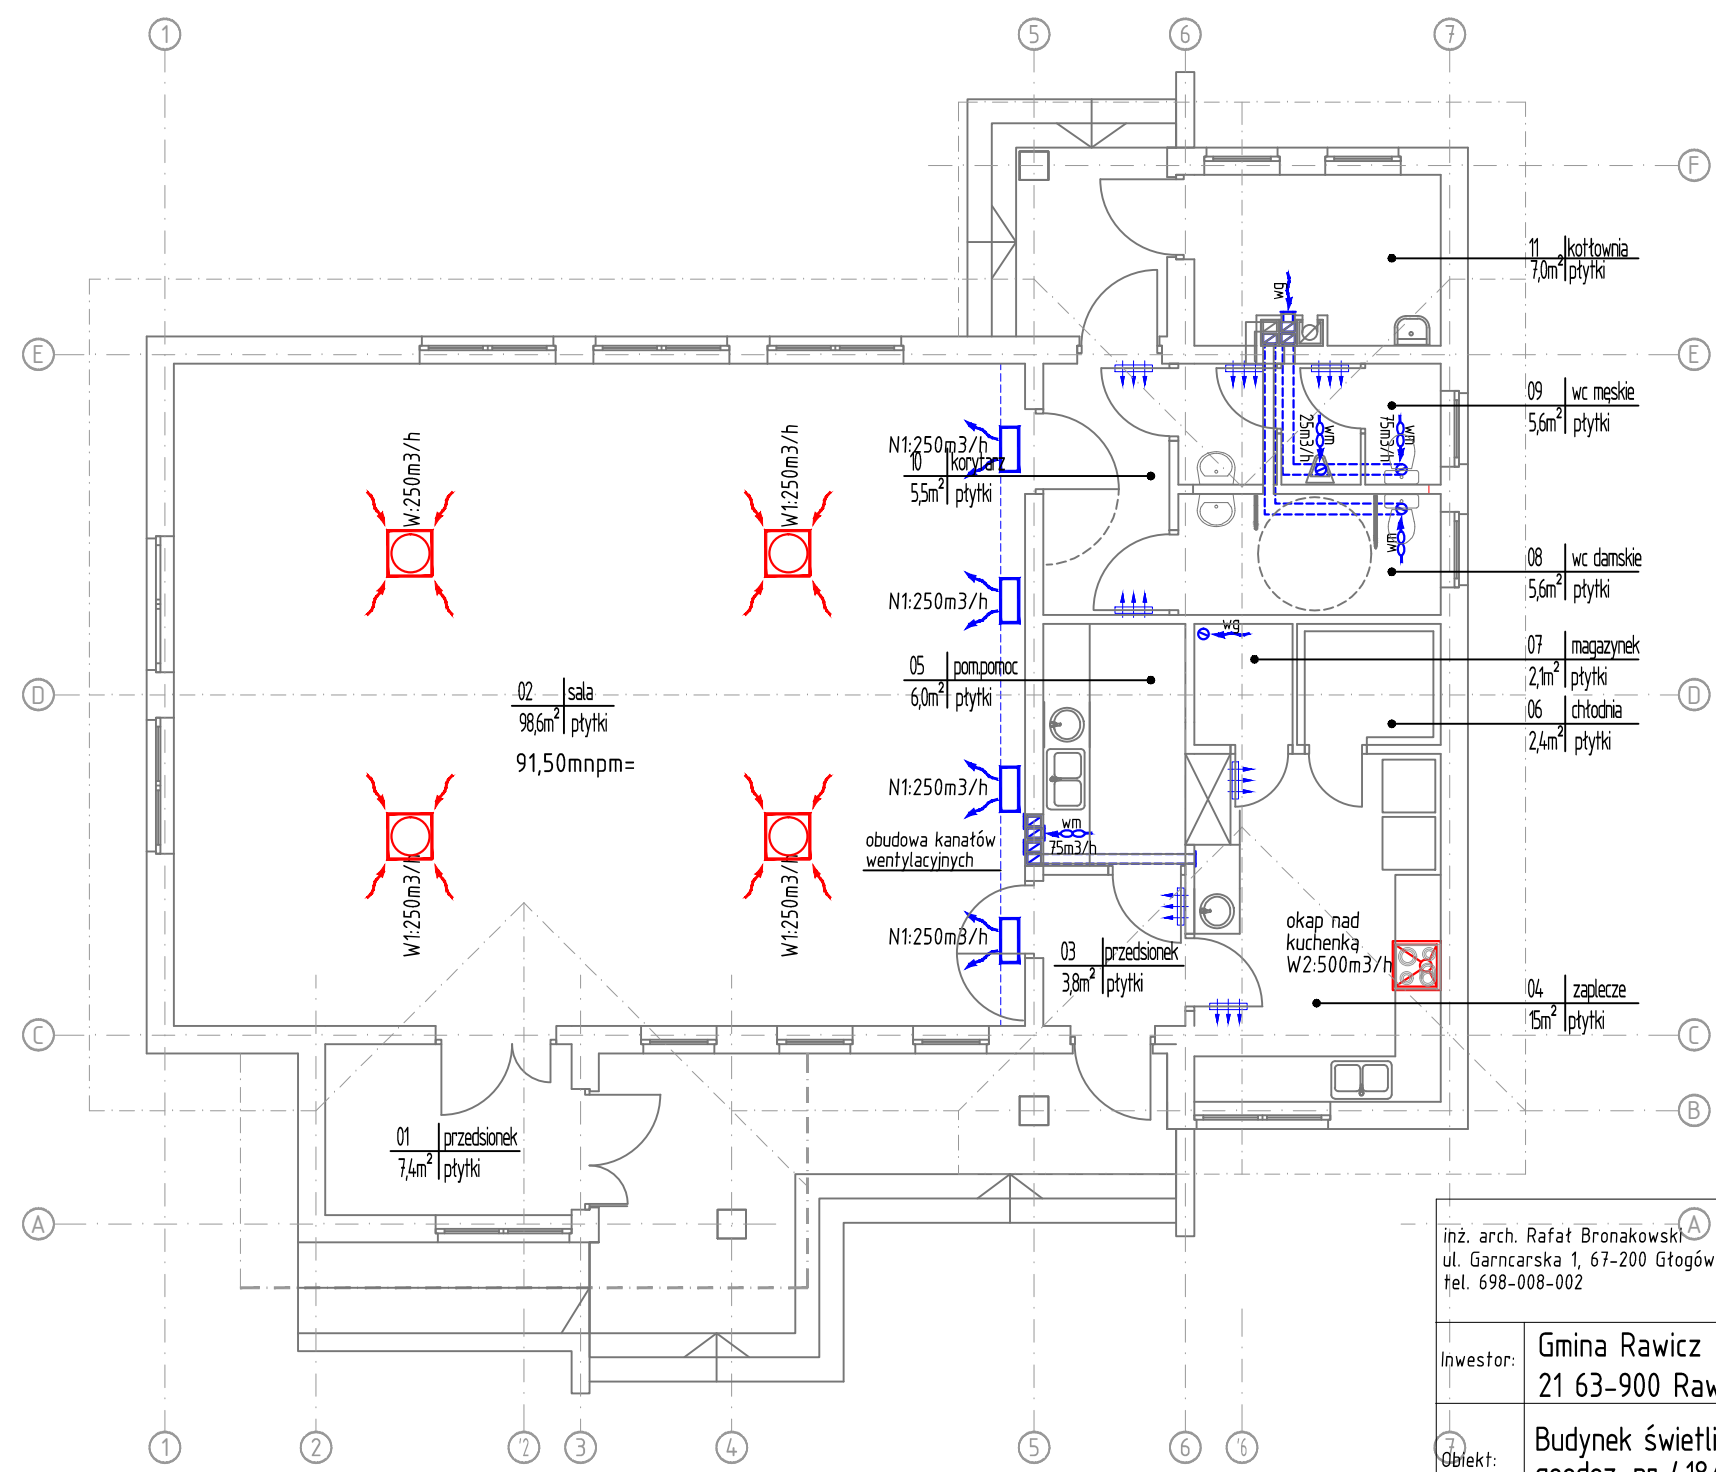 1
5
6
7
F
11 kotłownia
7,0m² płytki
wg
E
E
09 wc męskie
5,6m² płytki
W:250m3/h
W1:250m3/h
N1:250m3/h
25m3/h
wm
75m3/h
wm
10 korytarz
5,5m² płytki
wm
08 wc damskie
5,6m² płytki
N1:250m3/h
wg
07 magazynek
2,1m² płytki
05 pom.pomoc
6,0m² płytki
D
D
02 sala
98,6m² płytki
06 chłodnia
2,4m² płytki
91,50mnpm=
N1:250m3/h
wm
75m3/h
obudowa kanałów
wentylacyjnych
W1:250m3/h
W1:250m3/h
N1:250m3/h
okap nad
kuchenką
W2:500m3/h
03 przedsionek
3,8m² płytki
04 zaplecze
15m² płytki
C
C
B
01 przedsionek
7,4m² płytki
A
A
inż. arch. Rafał Bronakowski
ul. Garncarska 1, 67-200 Głogów
tel. 698-008-002
Inwestor:
Gmina Rawicz
21 63-900 Raw
Obiekt:
Budynek świetli
1
2
'2
3
4
5
6
'6
7